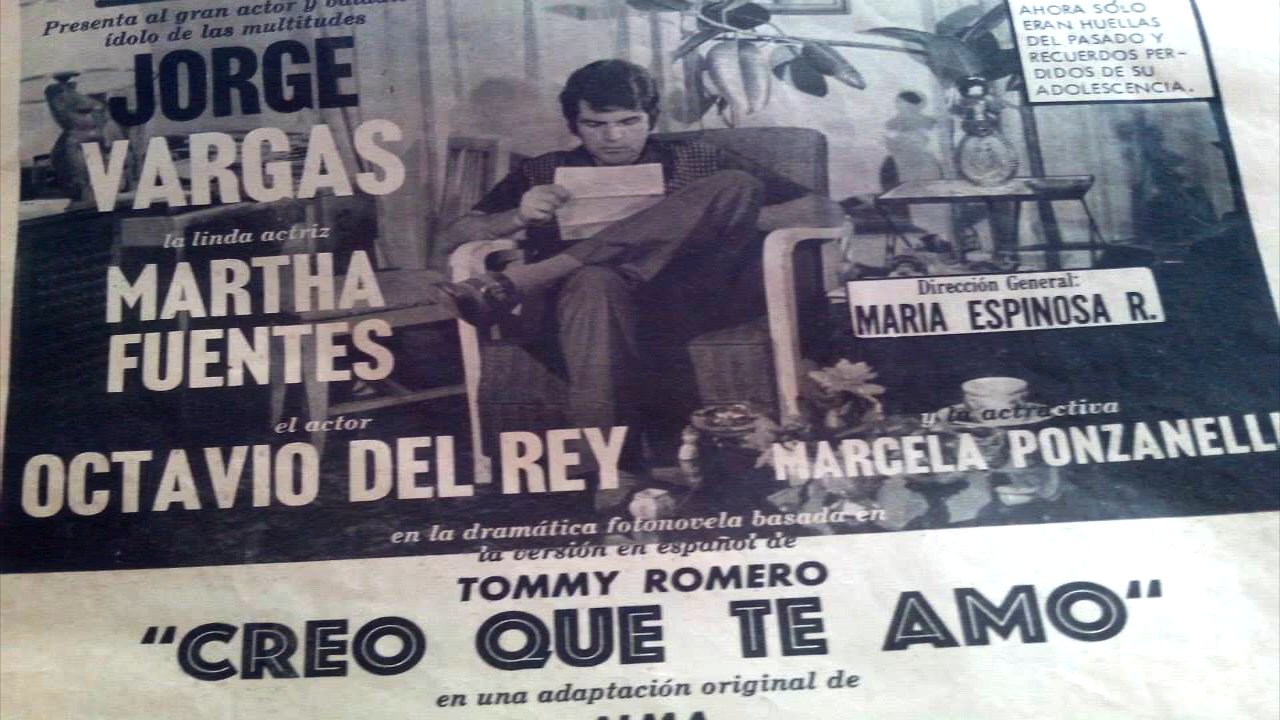 Presenta al gran actor y
ídolo de las multitudes
JORGE
VARGAS
la linda actriz
MARTHA
FUENTES
el actor
OCTAVIO DEL REY
y la actractiva
MARCELA PONZANELLI
en la dramática fotonovela basada en
la versión en español de
TOMMY ROMERO
"CREO QUE TE AMO"
en una adaptación original de
ALMA
AHORA SÓLO
ERAN HUELLAS
DEL PASADO Y
RECUERDOS PER-
DIDOS DE SU
ADOLESCENCIA.
Dirección General:
MARIA ESPINOSA R.